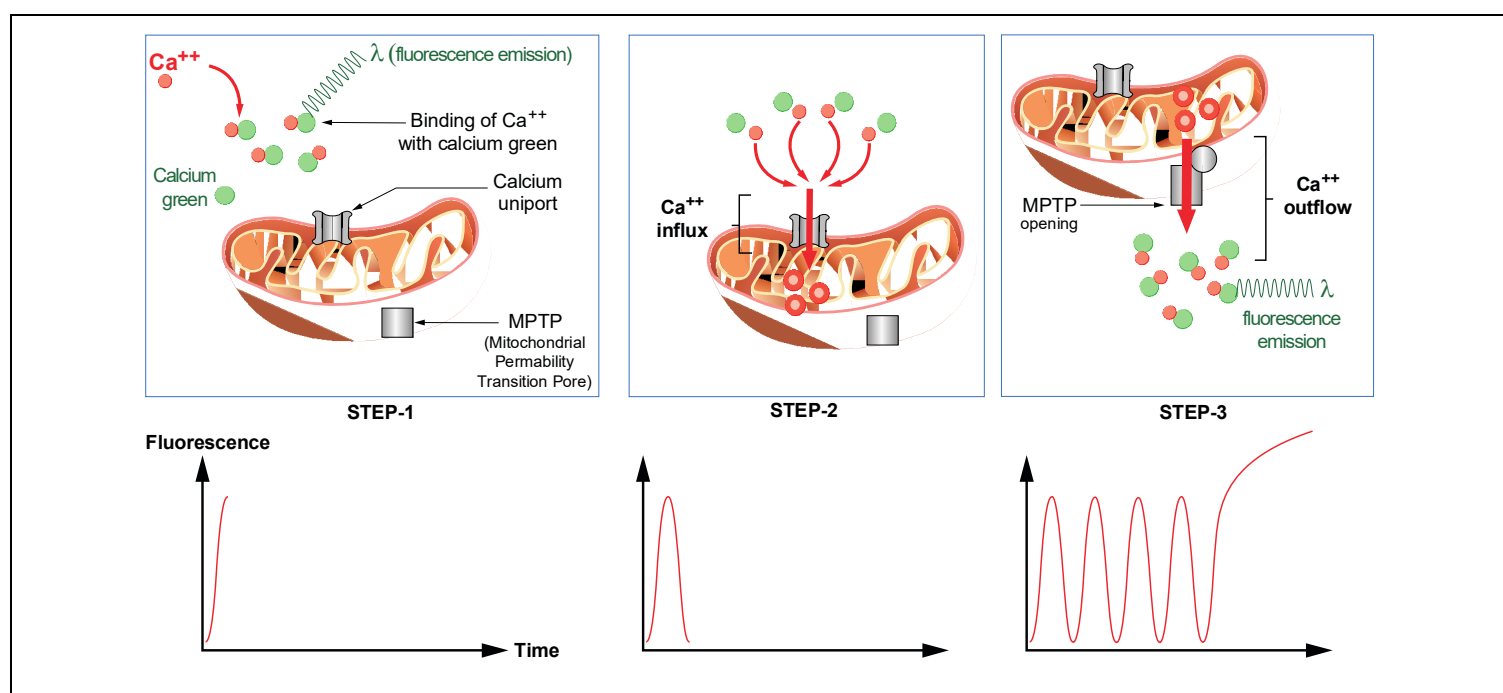 Ca++
λ (fluorescence emission)
Binding of Ca++
with calcium green
Calcium
green
Calcium
uniport
MPTP
(Mitochondrial
Permability
Transition Pore)
STEP-1
Ca++
influx
STEP-2
MPTP
opening
Ca++
outflow
λ
fluorescence
emission
STEP-3
Fluorescence
Time